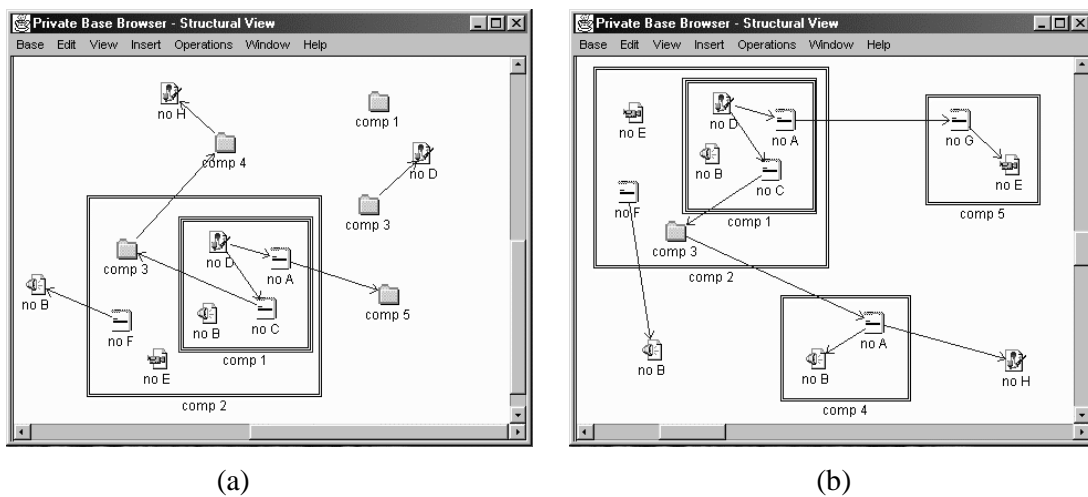 Private Base Browser - Structural View
Base Edit View Insert Operations Window Help
no H
comp 1
comp 4
no D
comp 3
comp 3
no D
no A
no B
comp 5
no B
no C
no F
comp 1
no E
comp 2
(a)
Private Base Browser - Structural View
Base Edit View Insert Operations Window Help
no E
no D
no A
no G
no B
no C
no E
no F
comp 1
comp 5
comp 3
comp 2
no A
no B
no B
no H
comp 4
(b)